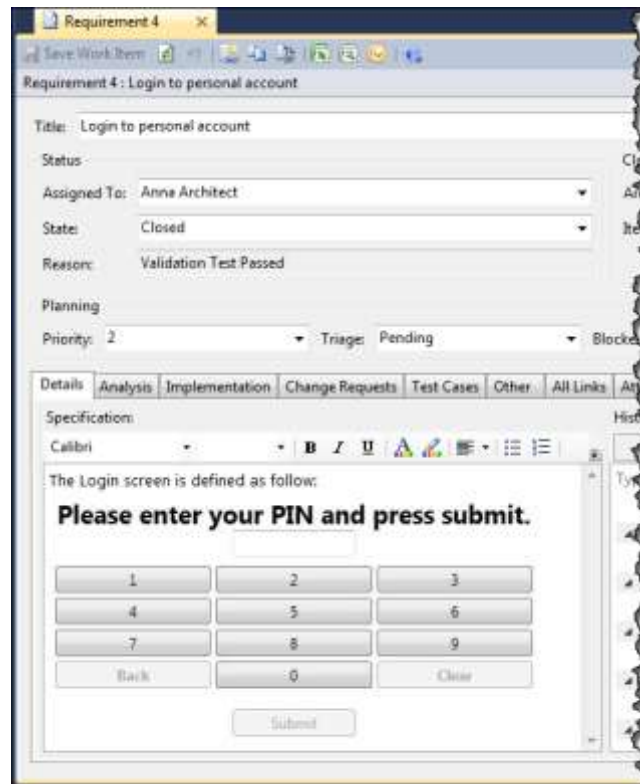 Requirement 4
Save Work Item
Requirement 4 : Login to personal account
Title: Login to personal account
Status
Assigned To: Anna Architect
State: Closed
Reason: Validation Test Passed
Planning
Priority: 2 Triage: Pending Blocke
Details Analysis Implementation Change Requests Test Cases Other All Links
Specification: Hist
Calibri B I U A
The Login screen is defined as follow:
Please enter your PIN and press submit.
1 2 3
4 5 6
7 8 9
Back 0 Clear
Submit